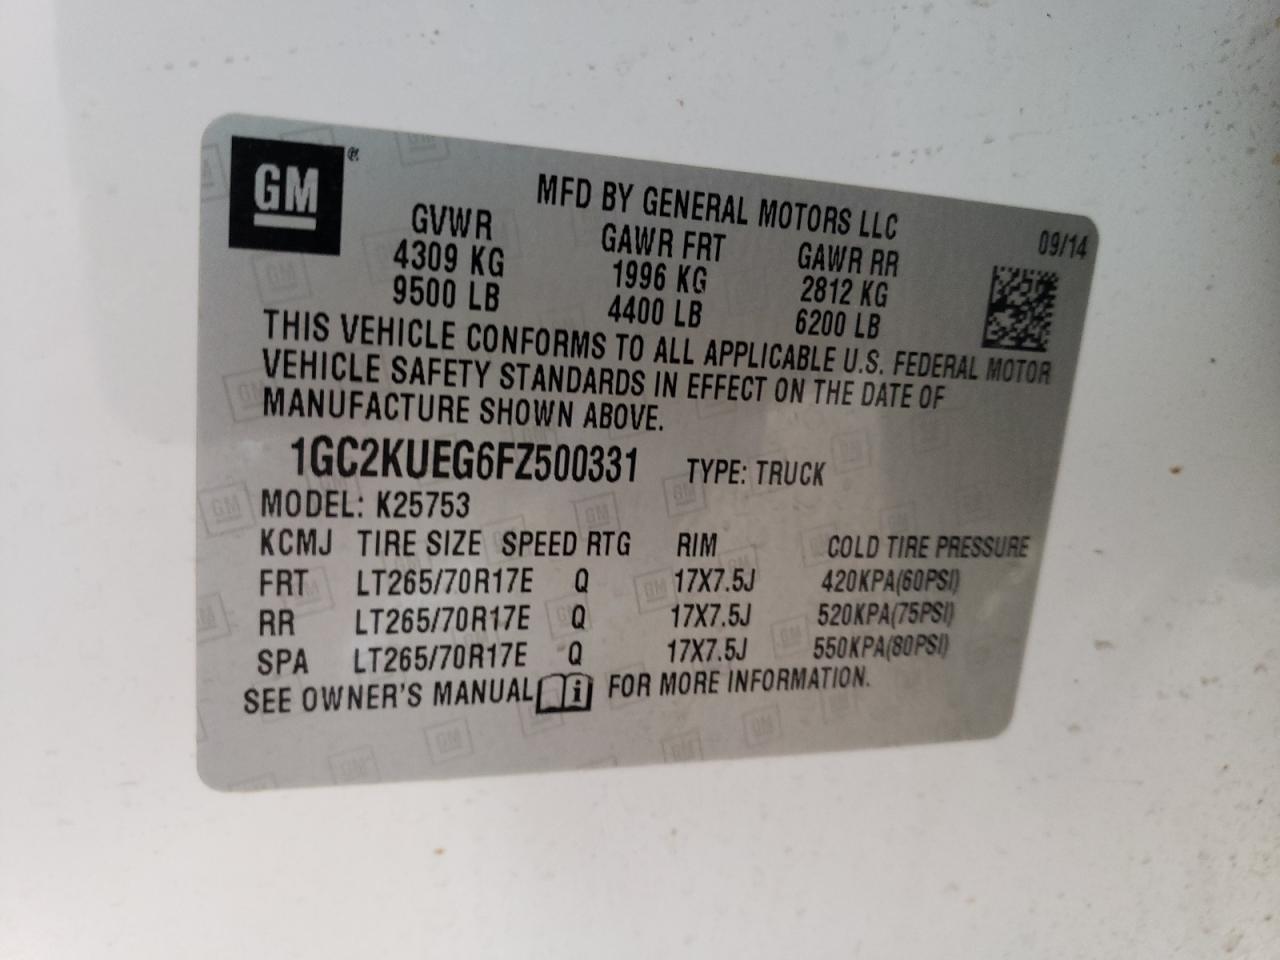 GM
MFD BY GENERAL MOTORS LLC
09/14
GVWR GAWR FRT GAWR RR
4309 KG 1996 KG 2812 KG
9500 LB 4400 LB 6200 LB
THIS VEHICLE CONFORMS TO ALL APPLICABLE U.S. FEDERAL MOTOR
VEHICLE SAFETY STANDARDS IN EFFECT ON THE DATE OF
MANUFACTURE SHOWN ABOVE.
1GC2KUEG6FZ500331 TYPE: TRUCK
MODEL: K25753
KCMJ TIRE SIZE SPEED RTG RIM COLD TIRE PRESSURE
FRT LT265/70R17E Q 17X7.5J 420KPA(60PSI)
RR LT265/70R17E Q 17X7.5J 520KPA(75PSI)
SPA LT265/70R17E Q 17X7.5J 550KPA(80PSI)
SEE OWNER'S MANUAL i FOR MORE INFORMATION.